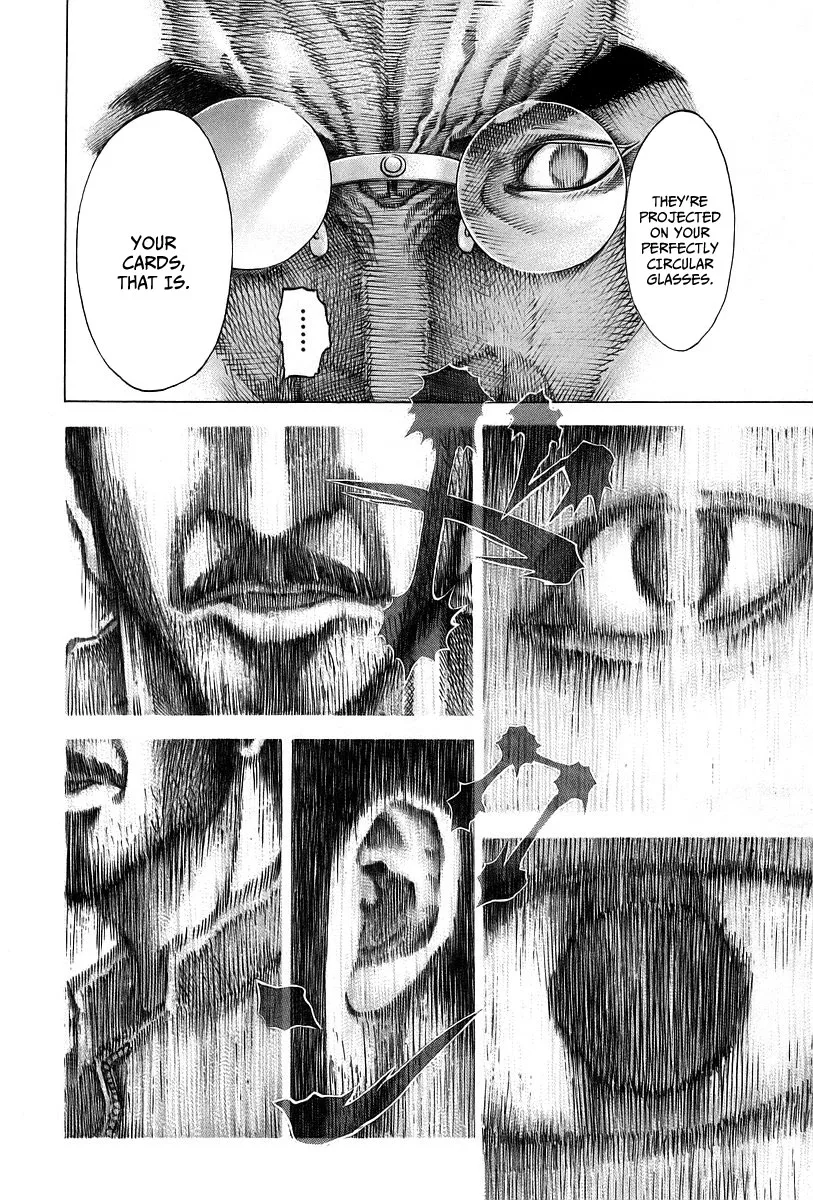 THEY'RE
PROJECTED
ON YOUR
PERFECTLY
CIRCULAR
GLASSES.
YOUR
CARDS,
THAT IS.
......